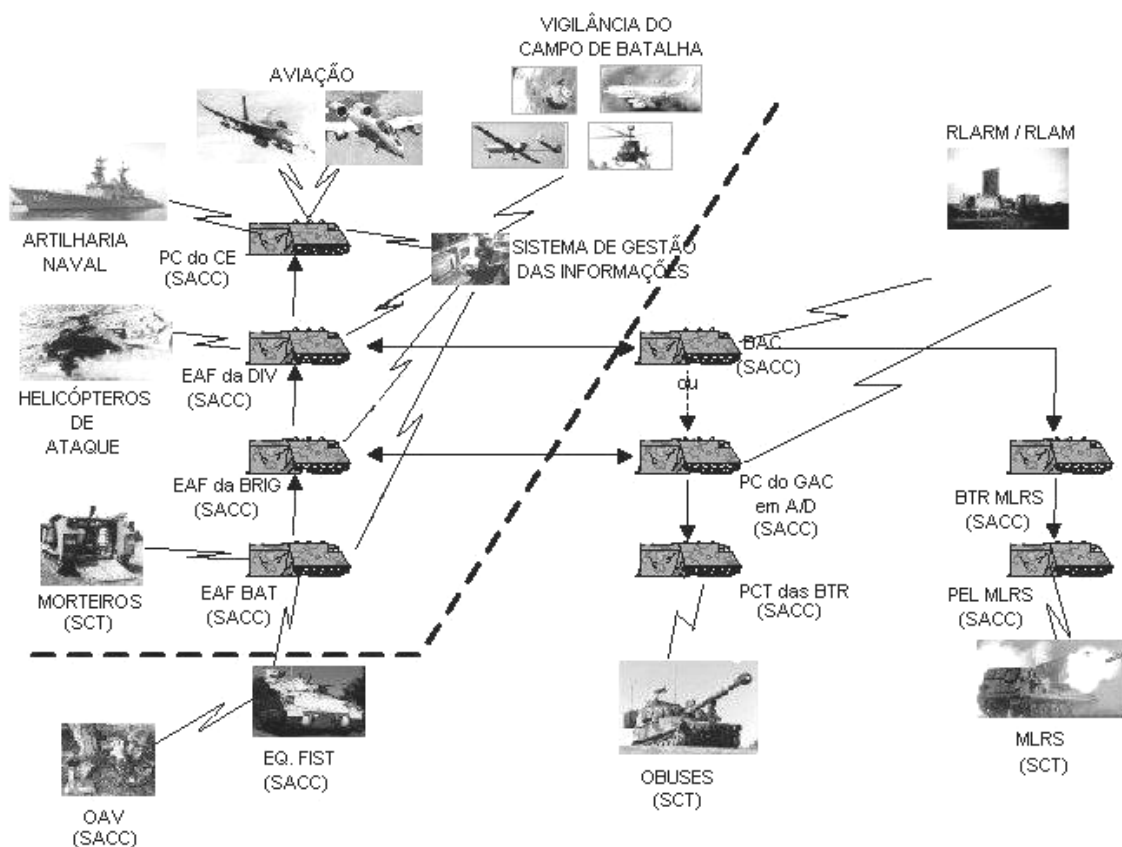 VIGILÂNCIA DO
CAMPO DE BATALHA
AVIAÇÃO
RLARM / RLAM
ARTILHARIA
NAVAL
PC do CE
(SACC)
SISTEMA DE GESTÃO
DAS INFORMAÇÕES
HELICÓPTEROS
DE
ATAQUE
EAF da DIV
(SACC)
BAC
(SACC)
ou
EAF da BRIG
(SACC)
PC do GAC
em A/D
(SACC)
BTR MLRS
(SACC)
MORTEIROS
(SCT)
EAF BAT
(SACC)
PCT das BTR
(SACC)
PEL MLRS
(SACC)
EQ. FIST
(SACC)
OBUSES
(SCT)
MLRS
(SCT)
OAV
(SACC)